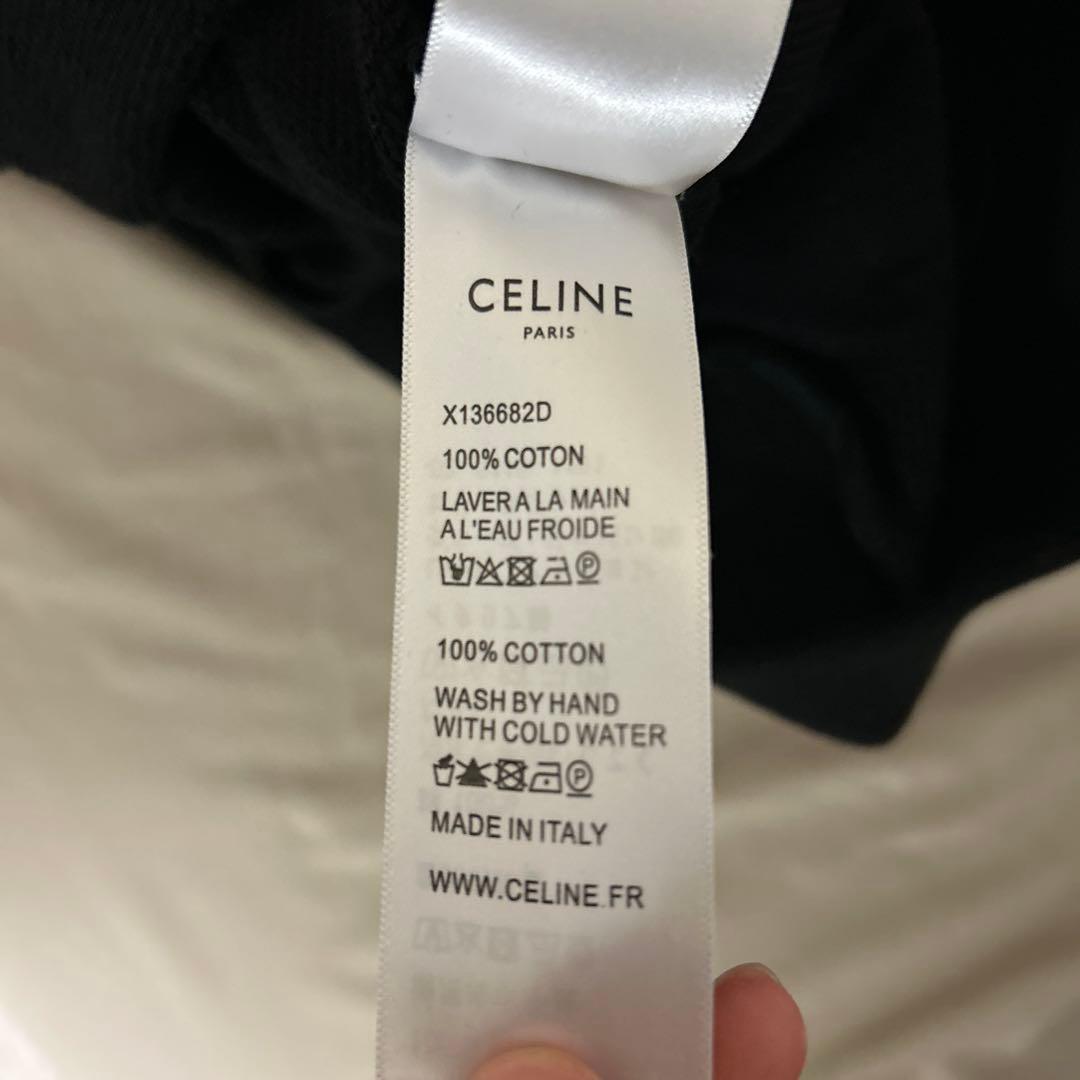 CELINE
PARIS
X136682D
100% COTON
LAVER A LA MAIN
A L'EAU FROIDE
P
100% COTTON
WASH BY HAND
WITH COLD WATER
P
MADE IN ITALY
WWW.CELINE.FR